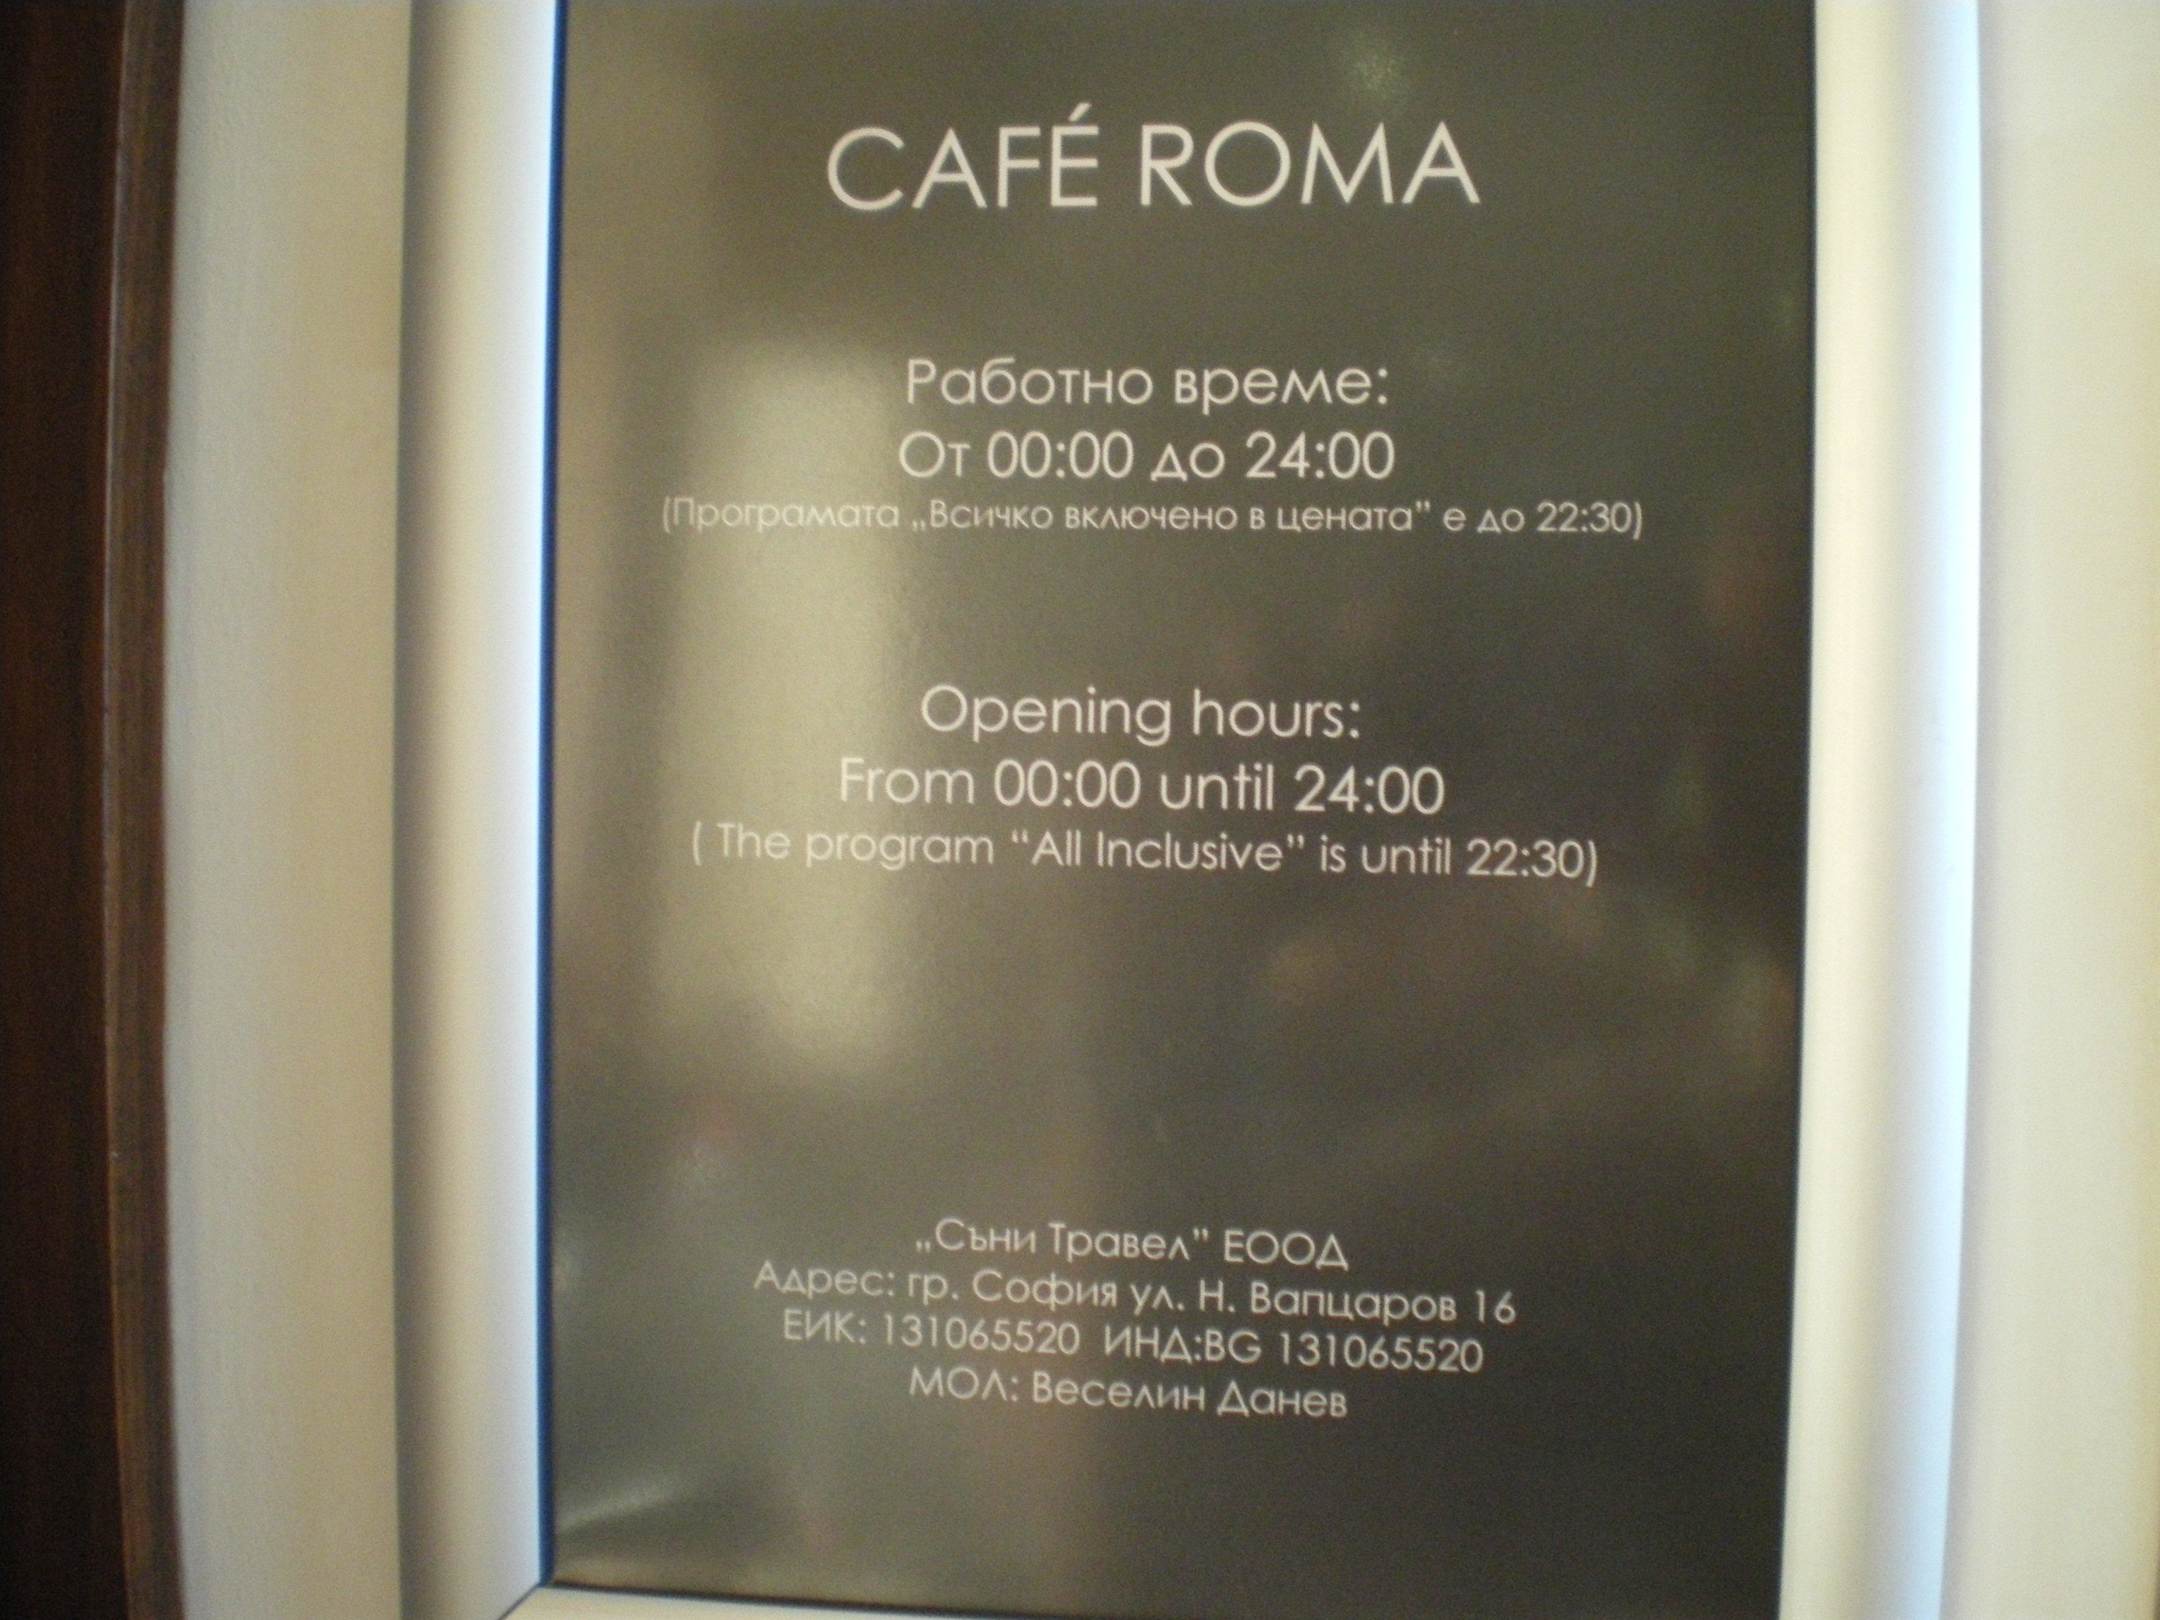 CAFÉ ROMA
Работно време:
От 00:00 до 24:00
(Програмата „Всичко включено в цената” е до 22:30)
Opening hours:
From 00:00 until 24:00
( The program “All Inclusive” is until 22:30)
„Съни Травел” ЕООД
Адрес: гр. София ул. Н. Вапцаров 16
ЕИК: 131065520 ИНД:BG 131065520
МОЛ: Веселин Данев